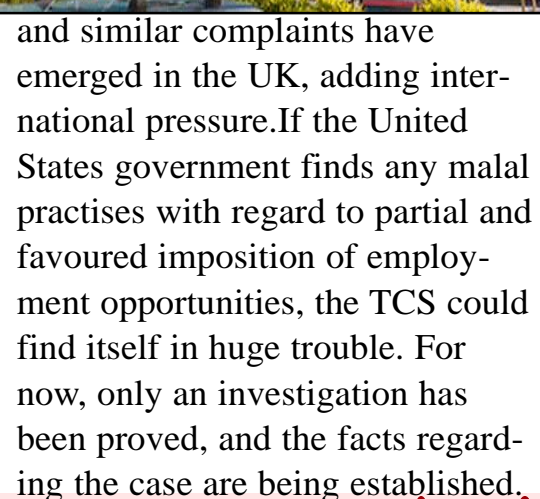 and similar complaints have
emerged in the UK, adding inter-
national pressure.If the United
States government finds any malal
practises with regard to partial and
favoured imposition of employ-
ment opportunities, the TCS could
find itself in huge trouble. For
now, only an investigation has
been proved, and the facts regard-
ing the case are being established.